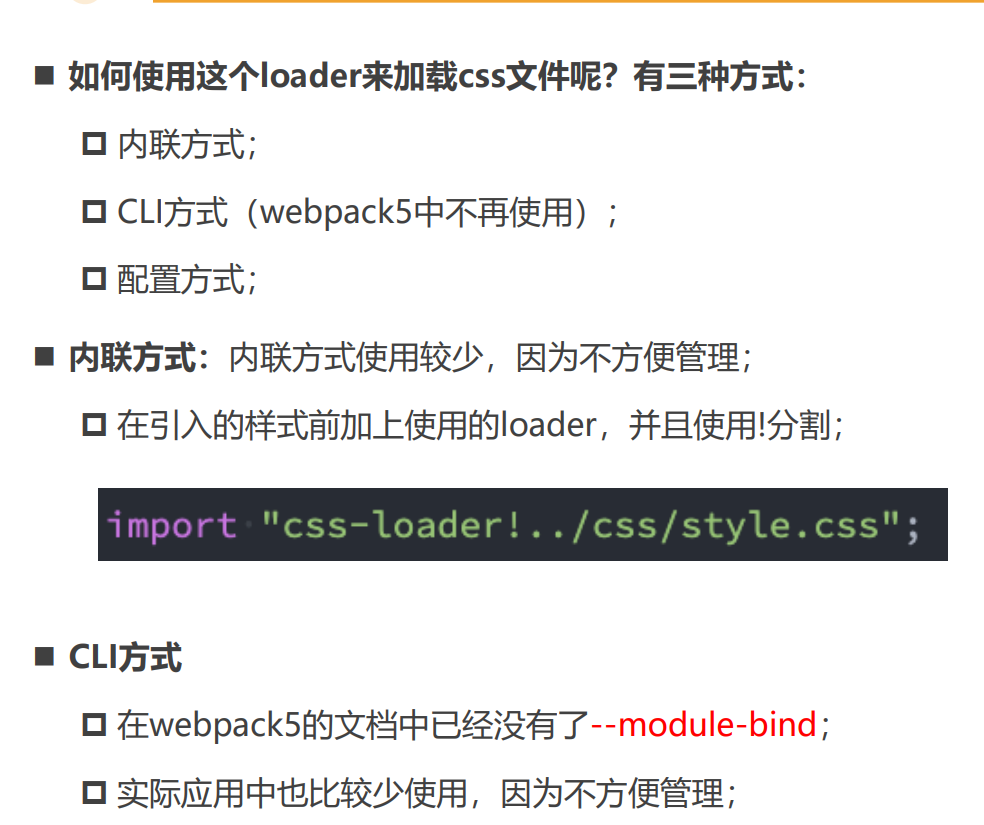 如何使用这个loader来加载css文件呢？有三种方式：
内联方式；
CLI方式（webpack5中不再使用）；
配置方式；
内联方式：内联方式使用较少，因为不方便管理；
在引入的样式前加上使用的loader，并且使用!分割；
import "css-loader!../css/style.css";
CLI方式
在webpack5的文档中已经没有了--module-bind；
实际应用中也比较少使用，因为不方便管理；